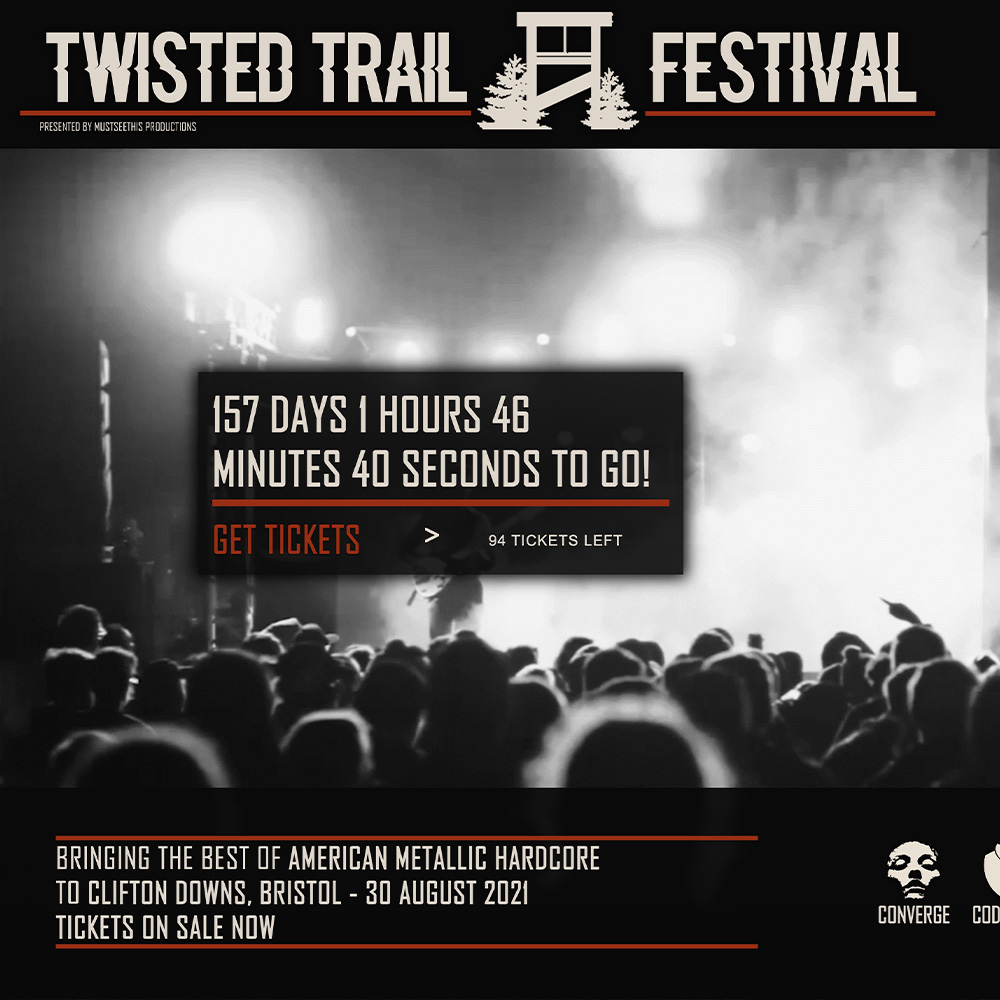 TWISTED TRAIL FESTIVAL
PRESENTED BY MUSTSEETHIS PRODUCTIONS
157 DAYS 1 HOURS 46
MINUTES 40 SECONDS TO GO!
GET TICKETS > 94 TICKETS LEFT
BRINGING THE BEST OF AMERICAN METALLIC HARDCORE
TO CLIFTON DOWNS, BRISTOL - 30 AUGUST 2021
TICKETS ON SALE NOW
CONVERGE COD